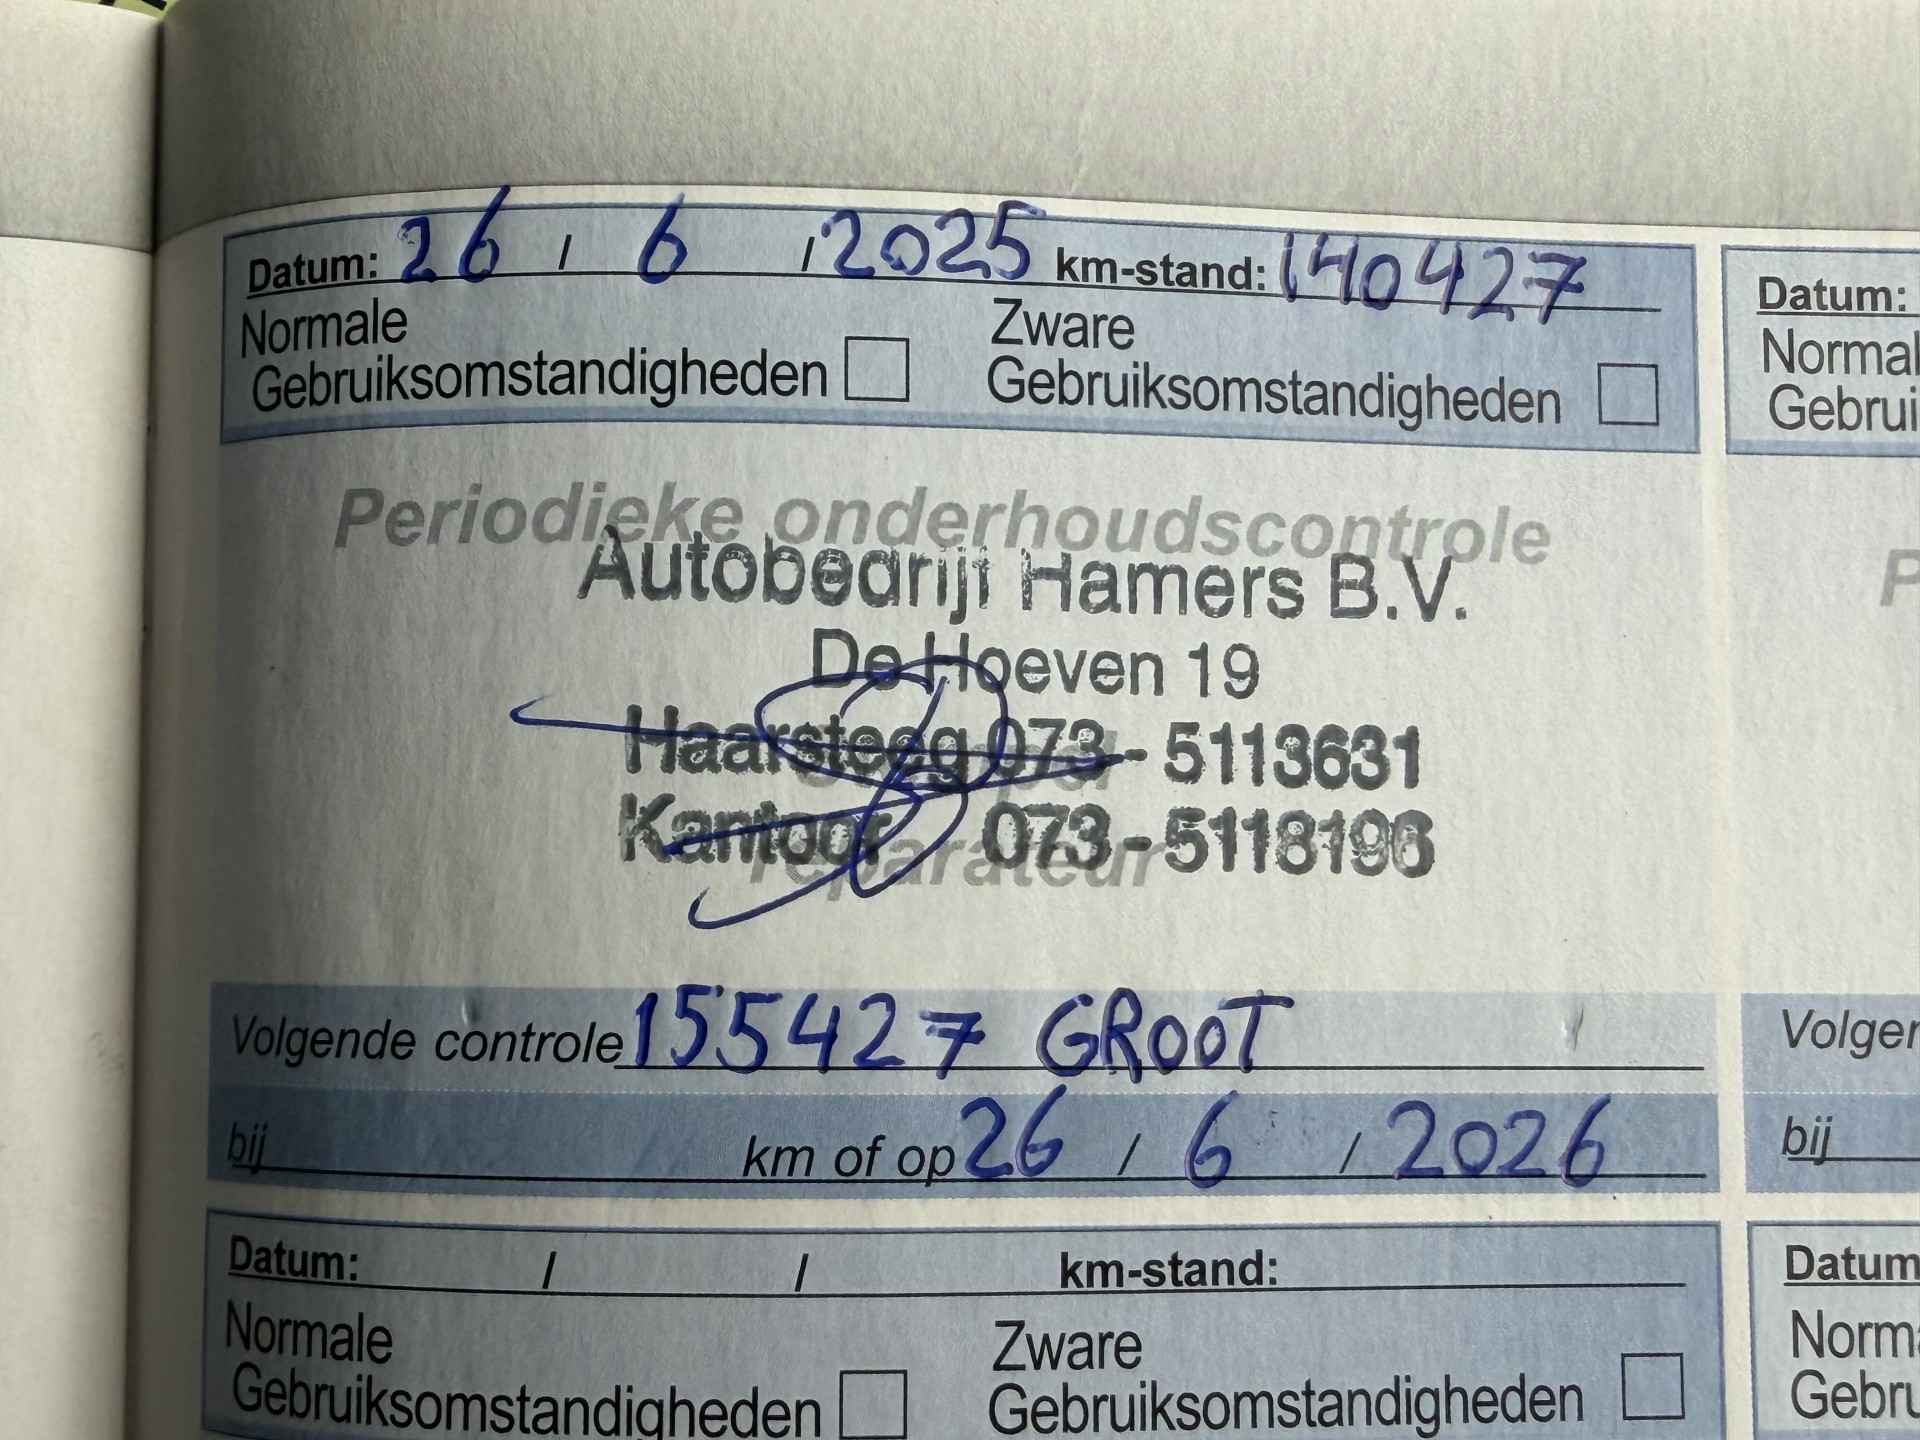 Datum: 26 / 6 / 2025 km-stand: 140427
Normale
Gebruiksomstandigheden
Zware
Gebruiksomstandigheden
Periodieke onderhoudscontrole
Autobedrijf Hamers B.V.
De Hoeven 19
Haarsteeg 073 - 5113631
Kantoor 073 - 5118196
reparateur
Volgende controle 155427 GROOT
bij km of op 26 / 6 / 2026
Datum: / / km-stand:
Normale
Gebruiksomstandigheden
Zware
Gebruiksomstandigheden
Datum:
Normal
Gebrui
P
Volger
bij
Datum
Norma
Gebru